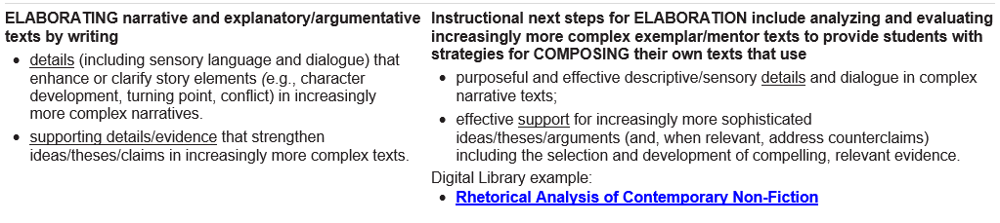 ELABORATING narrative and explanatory/argumentative
texts by writing
• details (including sensory language and dialogue) that
enhance or clarify story elements (e.g., character
development, turning point, conflict) in increasingly
more complex narratives.
• supporting details/evidence that strengthen
ideas/theses/claims in increasingly more complex texts.
Instructional next steps for ELABORATION include analyzing and evaluating
increasingly more complex exemplar/mentor texts to provide students with
strategies for COMPOSING their own texts that use
• purposeful and effective descriptive/sensory details and dialogue in complex
narrative texts;
• effective support for increasingly more sophisticated
ideas/theses/arguments (and, when relevant, address counterclaims)
including the selection and development of compelling, relevant evidence.
Digital Library example:
• Rhetorical Analysis of Contemporary Non-Fiction